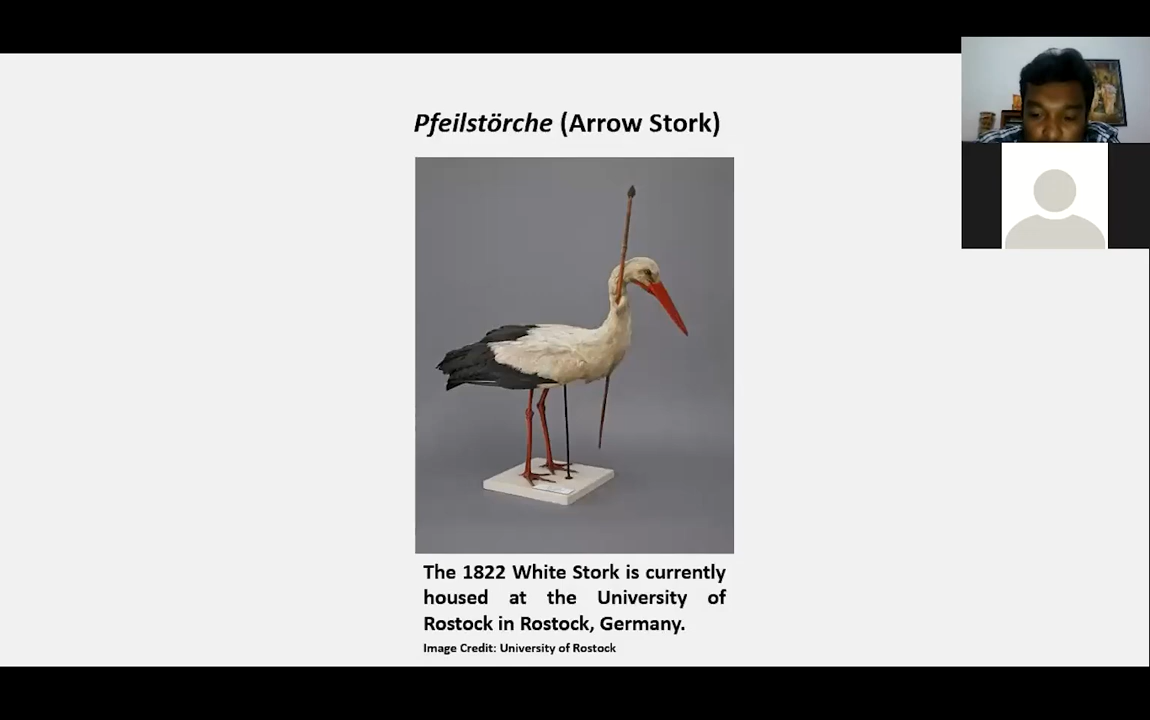 Pfeilstörche (Arrow Stork)
The 1822 White Stork is currently
housed at the University of
Rostock in Rostock, Germany.
Image Credit: University of Rostock